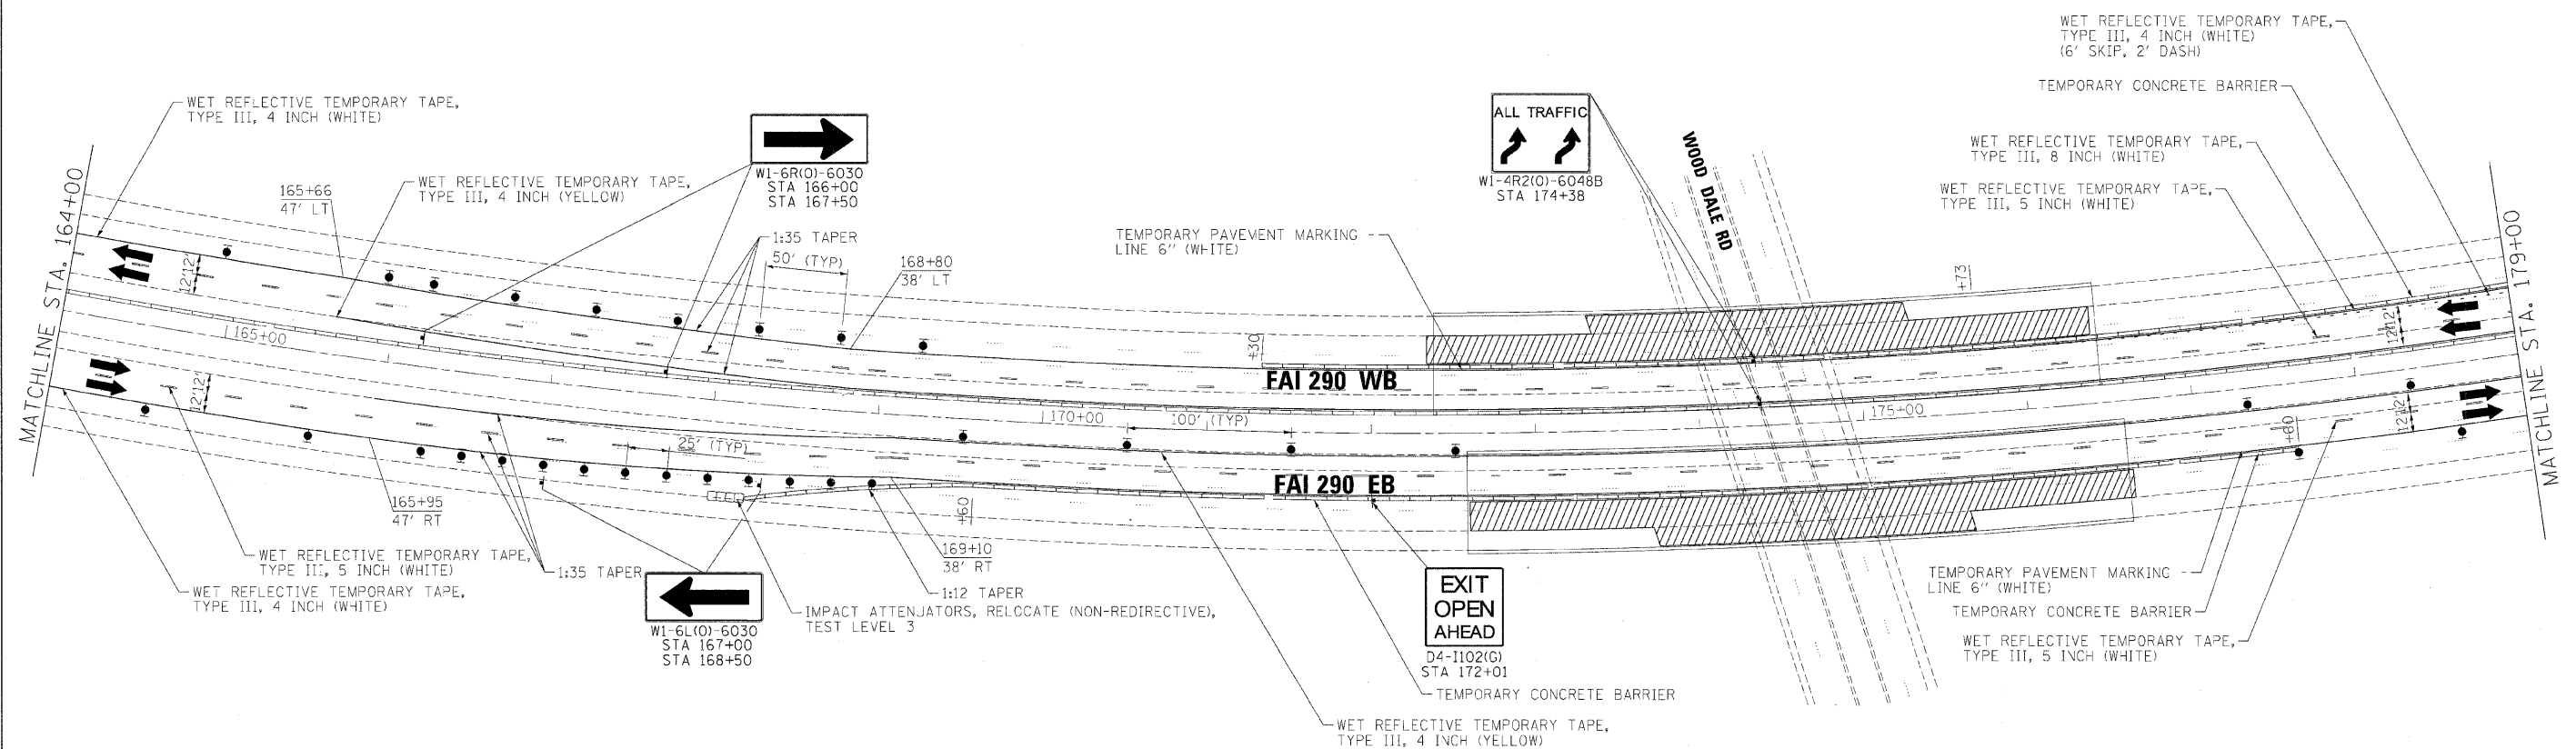 WET REFLECTIVE TEMPORARY TAPE,
TYPE III, 4 INCH (WHITE)
(6' SKIP, 2' DASH)
TEMPORARY CONCRETE BARRIER
WET REFLECTIVE TEMPORARY TAPE,
TYPE III, 8 INCH (WHITE)
WET REFLECTIVE TEMPORARY TAPE,
TYPE III, 5 INCH (WHITE)
WET REFLECTIVE TEMPORARY TAPE,
TYPE III, 4 INCH (WHITE)
165+66
47' LT
WET REFLECTIVE TEMPORARY TAPE,
TYPE III, 4 INCH (YELLOW)
W1-6R(O)-6030
STA 166+00
STA 167+50
1:35 TAPER
50' (TYP)
168+80
38' LT
TEMPORARY PAVEMENT MARKING
LINE 6" (WHITE)
ALL TRAFFIC
W1-4R2(O)-6048B
STA 174+38
WOOD DALE RD
+73
+30
MATCHLINE STA. 164+00
MATCHLINE STA. 179+00
12'
12'
12'
12'
12'
12'
12'
12'
165+00
170+00
175+00
100' (TYP)
25' (TYP)
FAI 290 WB
FAI 290 EB
+60
+80
165+95
47' RT
169+10
38' RT
WET REFLECTIVE TEMPORARY TAPE,
TYPE III, 5 INCH (WHITE)
WET REFLECTIVE TEMPORARY TAPE,
TYPE III, 4 INCH (WHITE)
1:35 TAPER
W1-6L(O)-6030
STA 167+00
STA 168+50
1:12 TAPER
IMPACT ATTENUATORS, RELOCATE (NON-REDIRECTIVE),
TEST LEVEL 3
EXIT
OPEN
AHEAD
D4-I102(G)
STA 172+01
TEMPORARY CONCRETE BARRIER
WET REFLECTIVE TEMPORARY TAPE,
TYPE III, 4 INCH (YELLOW)
TEMPORARY PAVEMENT MARKING
LINE 6" (WHITE)
TEMPORARY CONCRETE BARRIER
WET REFLECTIVE TEMPORARY TAPE,
TYPE III, 5 INCH (WHITE)